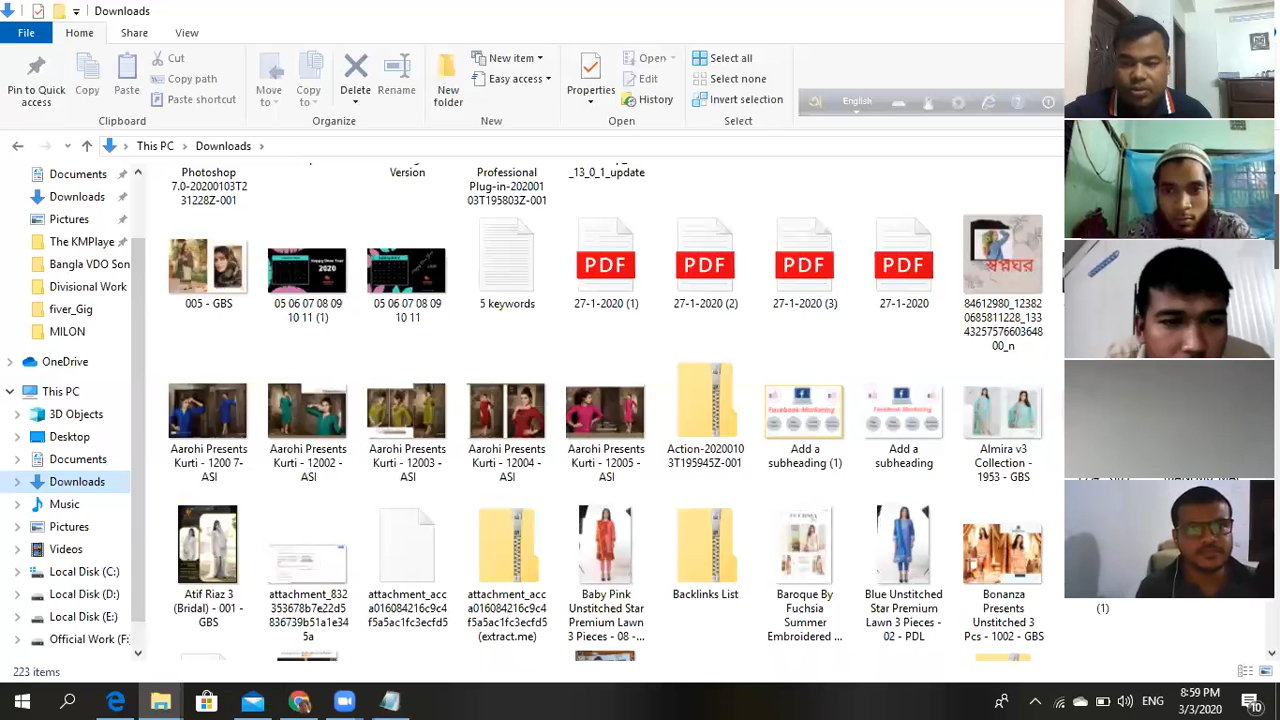 Downloads
File
Home
Share
View
Pin to Quick
access
Copy
Paste
Cut
Copy path
Paste shortcut
Clipboard
Move
to
Copy
to
Delete
Rename
Organize
New
folder
New item
Easy access
New
Properties
Open
Edit
History
Open
Select all
Select none
Invert selection
Select
English
This PC
Downloads
Documents
Downloads
Pictures
The KMPlaye
Bangla VDO Son
Divisional Work
fiver_Gig
MILON
OneDrive
This PC
3D Objects
Desktop
Documents
Downloads
Music
Pictures
Videos
Local Disk (C:)
Local Disk (D:)
Local Disk (E:)
Official Work (F:
Photoshop
7.0-20200103T2
31228Z-001
Version
Professional
Plug-in-202001
03T195803Z-001
_13_0_1_update
PDF
PDF
PDF
PDF
স্বপ্নঘর
005 - GBS
05 06 07 08 09
10 11 (1)
05 06 07 08 09
10 11
5 keywords
27-1-2020 (1)
27-1-2020 (2)
27-1-2020 (3)
27-1-2020
84612980_12382
0685811228_133
43257576603648
00_n
Facebook Marketing
Facebook Marketing
Aarohi Presents
Kurti - 1200 7-
ASI
Aarohi Presents
Kurti - 12002 -
ASI
Aarohi Presents
Kurti - 12003 -
ASI
Aarohi Presents
Kurti - 12004 -
ASI
Aarohi Presents
Kurti - 12005 -
ASI
Action-2020010
3T195945Z-001
Add a
subheading (1)
Add a
subheading
Almira v3
Collection -
1953 - GBS
Atif Riaz 3
(Bridal) - 001 -
GBS
attachment_832
353678b7e22d5
836739b51a1e34
5a
attachment_acc
a016084216c9c4
f5a5ac1fc3ecfd5
attachment_acc
a016084216c9c4
f5a5ac1fc3ecfd5
(extract.me)
Baby Pink
Unstitched Star
Premium Lawn
3 Pieces - 08 -...
Backlinks List
Baroque By
Fuchsia
Summer
Embroidered ...
Blue Unstitched
Star Premium
Lawn 3 Pieces -
02 - PDL
Bonanza
Presents
Unstitched 3
Pcs - 1002 - GBS
(1)
223 items
ENG
8:59 PM
3/3/2020
10